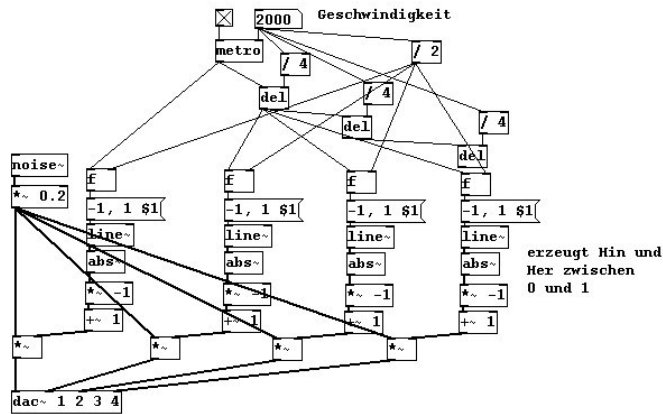 2000 Geschwindigkeit
metro / 4 / 2
del / 4
del / 4
noise~ del
*~ 0.2 f f f f
-1, 1 $1 -1, 1 $1 -1, 1 $1 -1, 1 $1
line~ line~ line~ line~
abs~ abs~ abs~ abs~
*~ -1 *~ -1 *~ -1 *~ -1
+~ 1 +~ 1 +~ 1 +~ 1
erzeugt Hin und
Her zwischen
0 und 1
*~ *~ *~ *~
dac~ 1 2 3 4